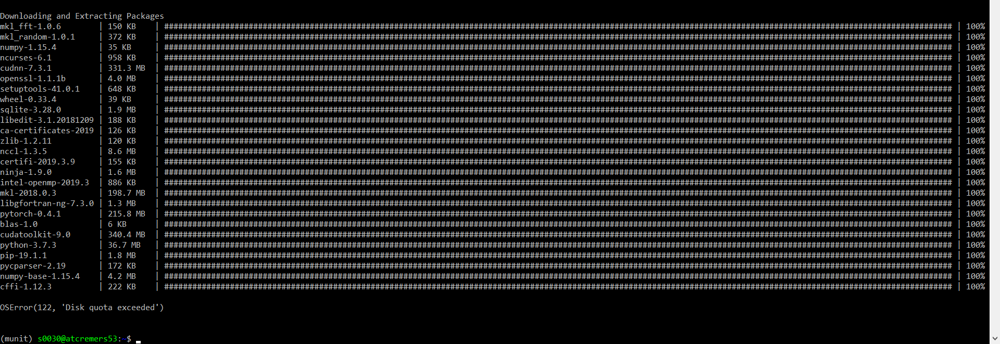 Downloading and Extracting Packages
mkl_fft-1.0.6        | 150 KB    | ######################################################################################################################################################################## | 100%
mkl_random-1.0.1     | 372 KB    | ######################################################################################################################################################################## | 100%
numpy-1.15.4         | 35 KB     | ######################################################################################################################################################################## | 100%
ncurses-6.1          | 958 KB    | ######################################################################################################################################################################## | 100%
cudnn-7.3.1          | 331.3 MB  | ######################################################################################################################################################################## | 100%
openssl-1.1.1b       | 4.0 MB    | ######################################################################################################################################################################## | 100%
setuptools-41.0.1    | 648 KB    | ######################################################################################################################################################################## | 100%
wheel-0.33.4         | 39 KB     | ######################################################################################################################################################################## | 100%
sqlite-3.28.0        | 1.9 MB    | ######################################################################################################################################################################## | 100%
libedit-3.1.20181209 | 188 KB    | ######################################################################################################################################################################## | 100%
ca-certificates-2019 | 126 KB    | ######################################################################################################################################################################## | 100%
zlib-1.2.11          | 120 KB    | ######################################################################################################################################################################## | 100%
nccl-1.3.5           | 8.6 MB    | ######################################################################################################################################################################## | 100%
certifi-2019.3.9     | 155 KB    | ######################################################################################################################################################################## | 100%
ninja-1.9.0          | 1.6 MB    | ######################################################################################################################################################################## | 100%
intel-openmp-2019.3  | 886 KB    | ######################################################################################################################################################################## | 100%
mkl-2018.0.3         | 198.7 MB  | ######################################################################################################################################################################## | 100%
libgfortran-ng-7.3.0 | 1.3 MB    | ######################################################################################################################################################################## | 100%
pytorch-0.4.1        | 215.8 MB  | ######################################################################################################################################################################## | 100%
blas-1.0             | 6 KB      | ######################################################################################################################################################################## | 100%
cudatoolkit-9.0      | 340.4 MB  | ######################################################################################################################################################################## | 100%
python-3.7.3         | 36.7 MB   | ######################################################################################################################################################################## | 100%
pip-19.1.1           | 1.8 MB    | ######################################################################################################################################################################## | 100%
pycparser-2.19       | 172 KB    | ######################################################################################################################################################################## | 100%
numpy-base-1.15.4    | 4.2 MB    | ######################################################################################################################################################################## | 100%
cffi-1.12.3          | 222 KB    | ######################################################################################################################################################################## | 100%
OSError(122, 'Disk quota exceeded')
(munit) s0030@atcremers53:~$